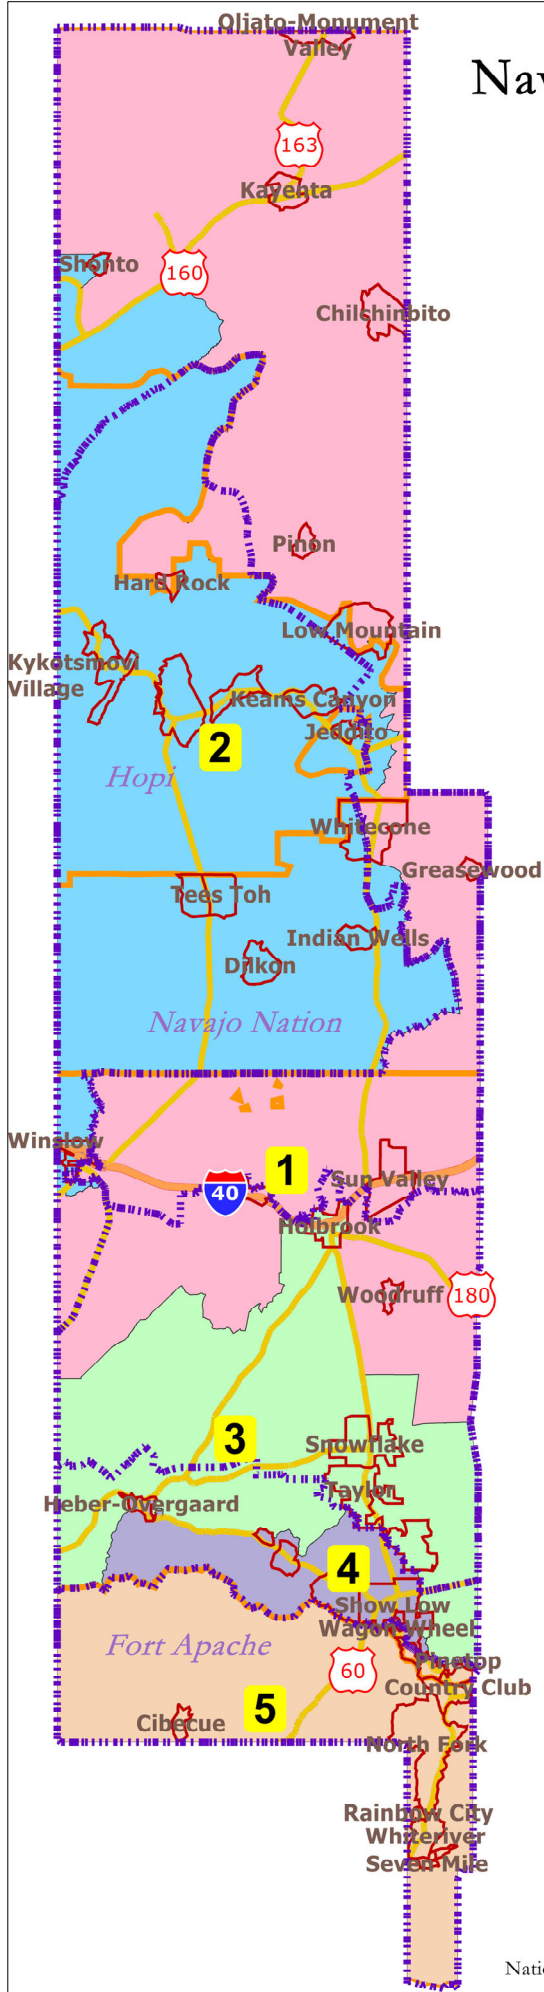 Oljato-Monument
Valley
Nav
163
Kayenta
Shonto
160
Chilchinbito
Pinon
Hard Rock
Low Mountain
Kykotsmovi
Village
Keams Canyon
Jeddito
2
Hopi
Whitecone
Greasewood
Tees Toh
Indian Wells
Dilkon
Navajo Nation
Winslow
1
Sun Valley
40
Holbrook
Woodruff
180
3
Snowflake
Taylor
Heber-Overgaard
4
Show Low
Wagon Wheel
Fort Apache
60
Pinetop
Country Club
5
Cibecue
North Fork
Rainbow City
Whiteriver
Seven Mile
Natio